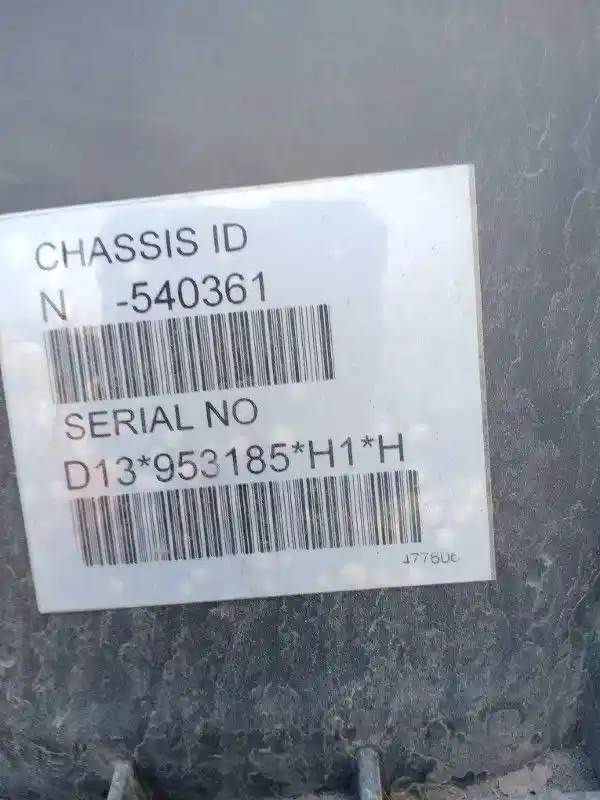 CHASSIS ID
N -540361
SERIAL NO
D13*953185*H1*H